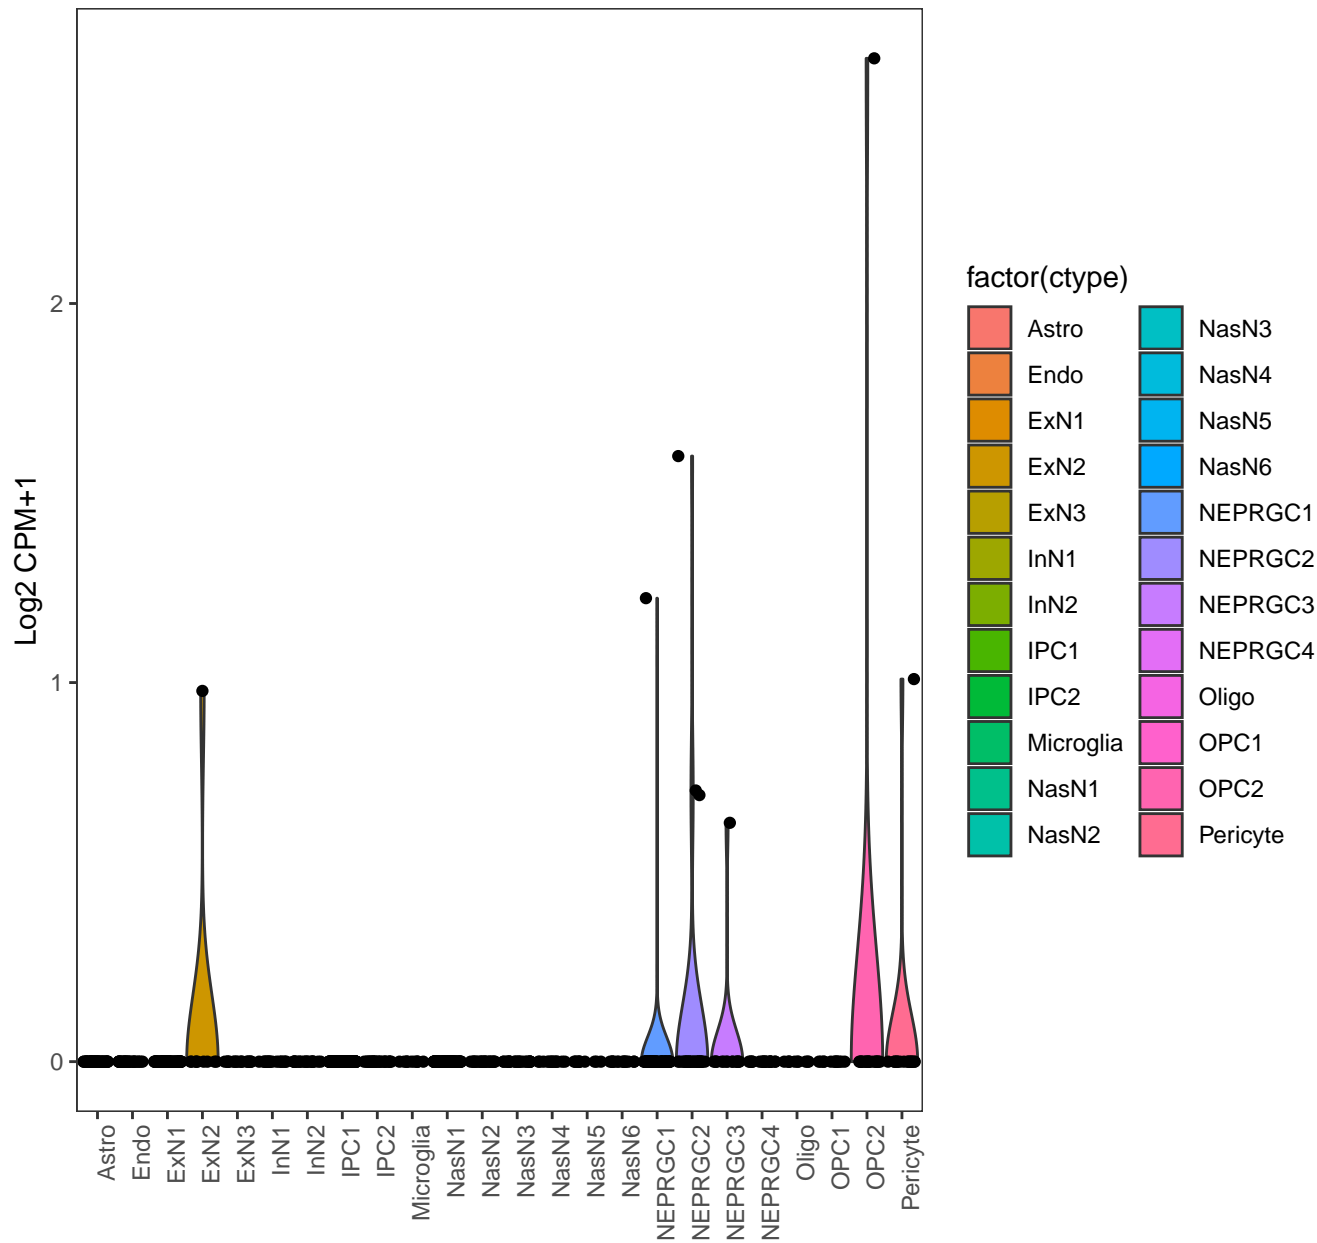 Log2 CPM+1
2
1
0
Astro
Endo
ExN1
ExN2
ExN3
InN1
InN2
IPC1
IPC2
Microglia
NasN1
NasN2
NasN3
NasN4
NasN5
NasN6
NEPRGC1
NEPRGC2
NEPRGC3
NEPRGC4
Oligo
OPC1
OPC2
Pericyte
factor(ctype)
Astro
Endo
ExN1
ExN2
ExN3
InN1
InN2
IPC1
IPC2
Microglia
NasN1
NasN2
NasN3
NasN4
NasN5
NasN6
NEPRGC1
NEPRGC2
NEPRGC3
NEPRGC4
Oligo
OPC1
OPC2
Pericyte